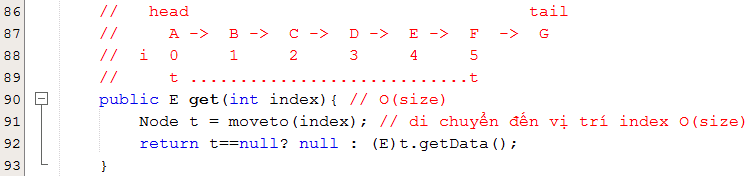 86 //   head                                  tail
87 //     A ->  B ->  C ->  D ->  E ->  F  -> G
88 //  i  0     1     2     3     4     5
89 //     t ............................t
90 public E get(int index){ // O(size)
91     Node t = moveto(index); // di chuyển đến vị trí index O(size)
92     return t==null? null : (E)t.getData();
93 }